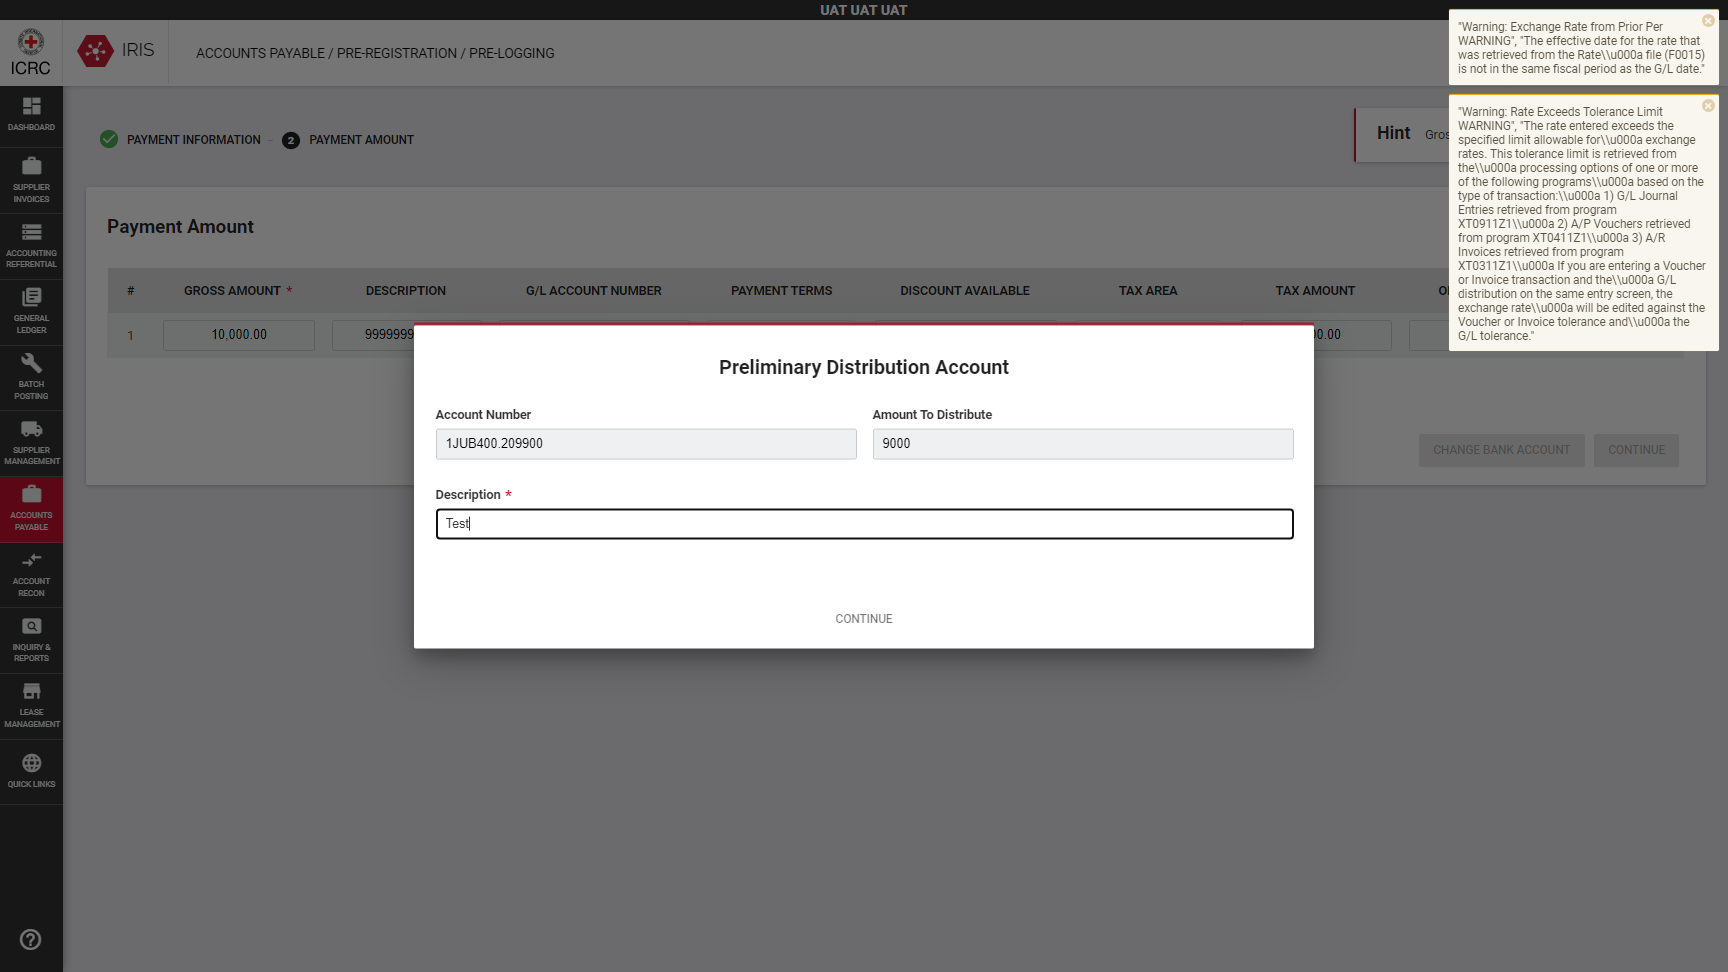 UAT UAT UAT
ICRC
IRIS
ACCOUNTS PAYABLE / PRE-REGISTRATION / PRE-LOGGING
DASHBOARD
SUPPLIER
INVOICES
ACCOUNTING
REFERENTIAL
GENERAL
LEDGER
BATCH
POSTING
SUPPLIER
MANAGEMENT
ACCOUNTS
PAYABLE
ACCOUNT
RECON
INQUIRY &
REPORTS
LEASE
MANAGEMENT
QUICK LINKS
PAYMENT INFORMATION - 2 PAYMENT AMOUNT
Hint Gros
Payment Amount
# GROSS AMOUNT * DESCRIPTION G/L ACCOUNT NUMBER PAYMENT TERMS DISCOUNT AVAILABLE TAX AREA TAX AMOUNT
1 10,000.00 9999999 0.00
CHANGE BANK ACCOUNT CONTINUE
Preliminary Distribution Account
Account Number Amount To Distribute
1JUB400.209900 9000
Description *
Test
CONTINUE
"Warning: Exchange Rate from Prior Per
WARNING", "The effective date for the rate that
was retrieved from the Rate\\u000a file (F0015)
is not in the same fiscal period as the G/L date."
"Warning: Rate Exceeds Tolerance Limit
WARNING", "The rate entered exceeds the
specified limit allowable for\\u000a exchange
rates. This tolerance limit is retrieved from
the\\u000a processing options of one or more
of the following programs\\u000a based on the
type of transaction:\\u000a 1) G/L Journal
Entries retrieved from program
XT0911Z1\\u000a 2) A/P Vouchers retrieved
from program XT0411Z1\\u000a 3) A/R
Invoices retrieved from program
XT0311Z1\\u000a If you are entering a Voucher
or Invoice transaction and the\\u000a G/L
distribution on the same entry screen, the
exchange rate\\u000a will be edited against the
Voucher or Invoice tolerance and\\u000a the
G/L tolerance."